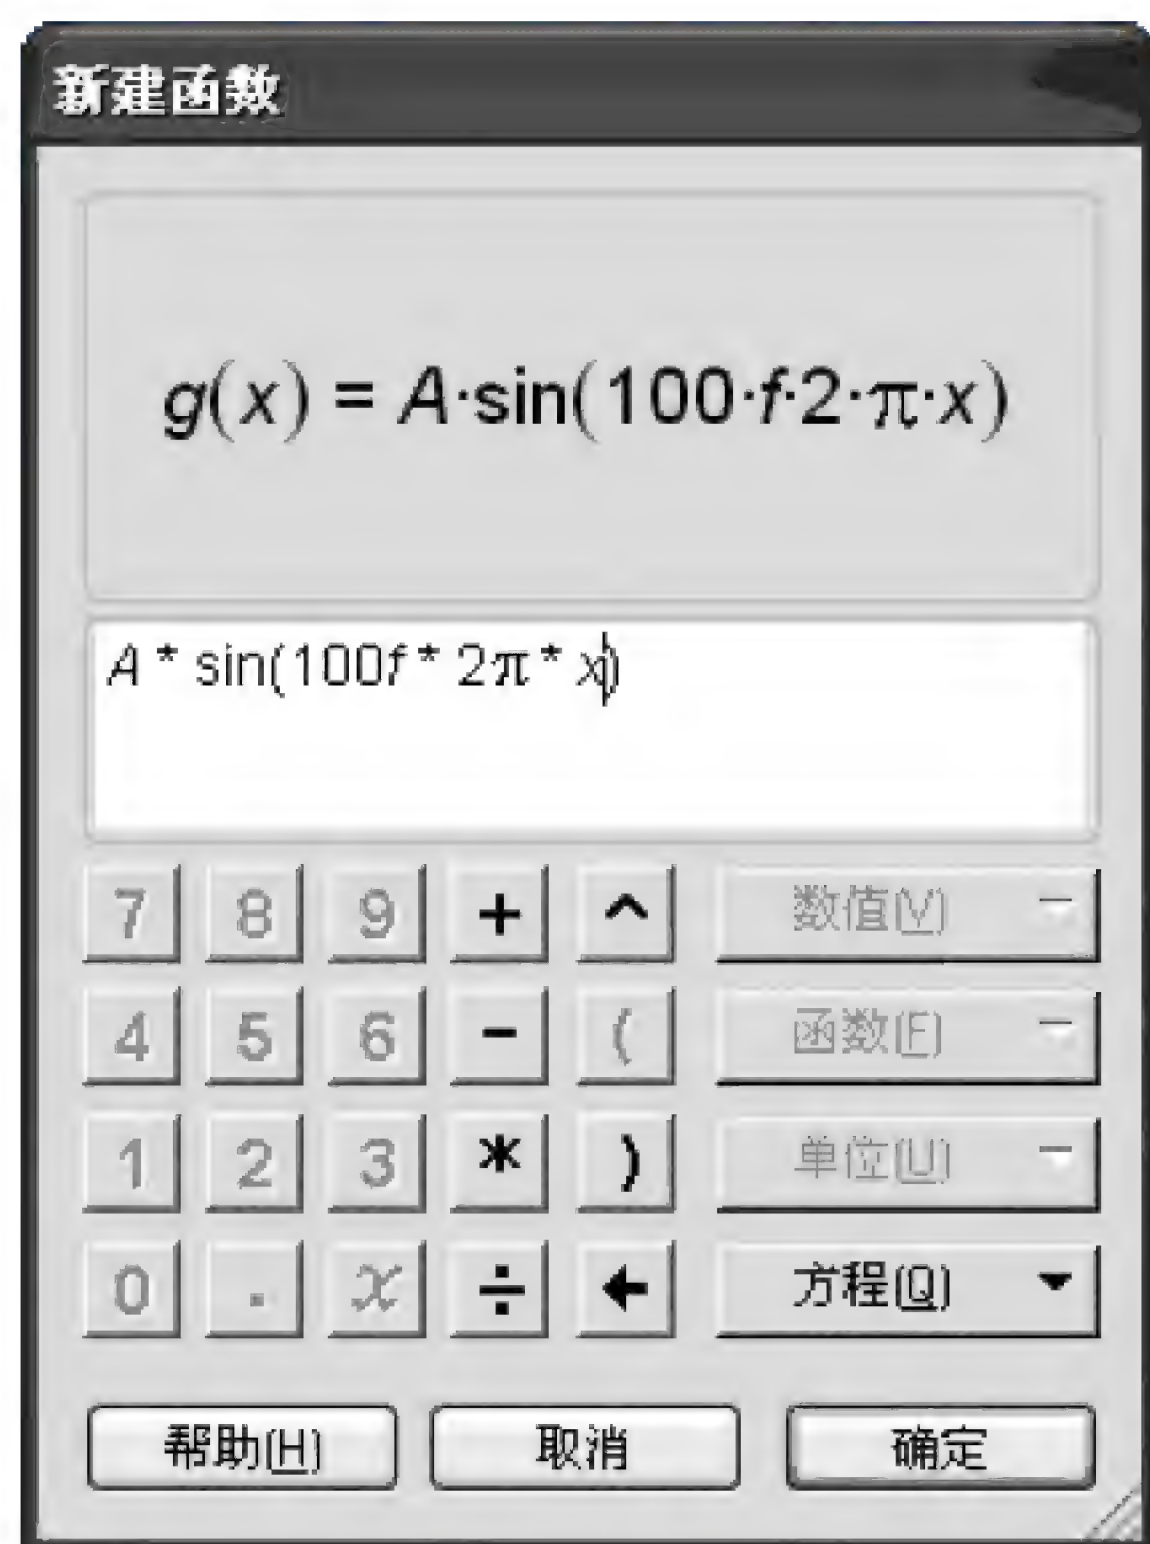 新建函数
g(x) = A·sin(100·f·2·π·x)
A * sin(100f * 2π * x)
7 8 9 + ^ 数值(V)
4 5 6 - ( 函数(F)
1 2 3 * ) 单位(U)
0 . x ÷ ← 方程(Q)
帮助(H) 取消 确定